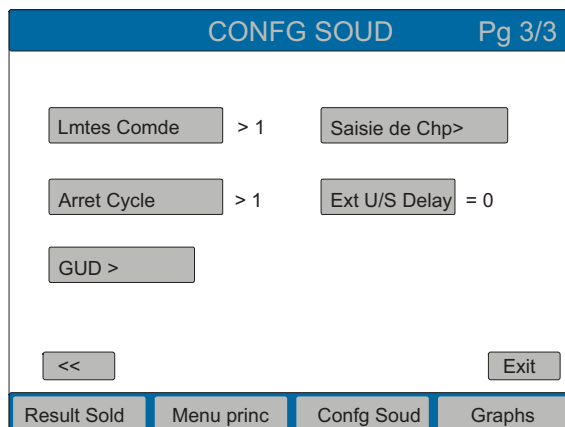 CONFG SOUD Pg 3/3
Lmtes Comde > 1 Saisie de Chp>
Arret Cycle > 1 Ext U/S Delay = 0
GUD >
<< Exit
Result Sold Menu princ Confg Soud Graphs